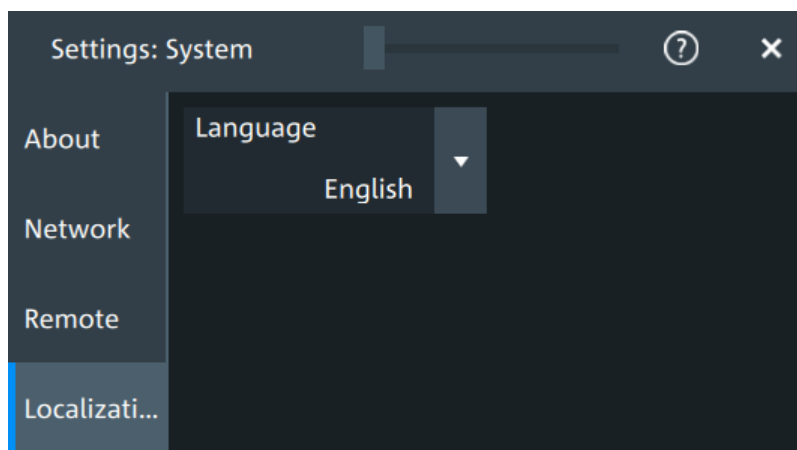 Settings: System
?
About
Language
English
Network
Remote
Localizati...